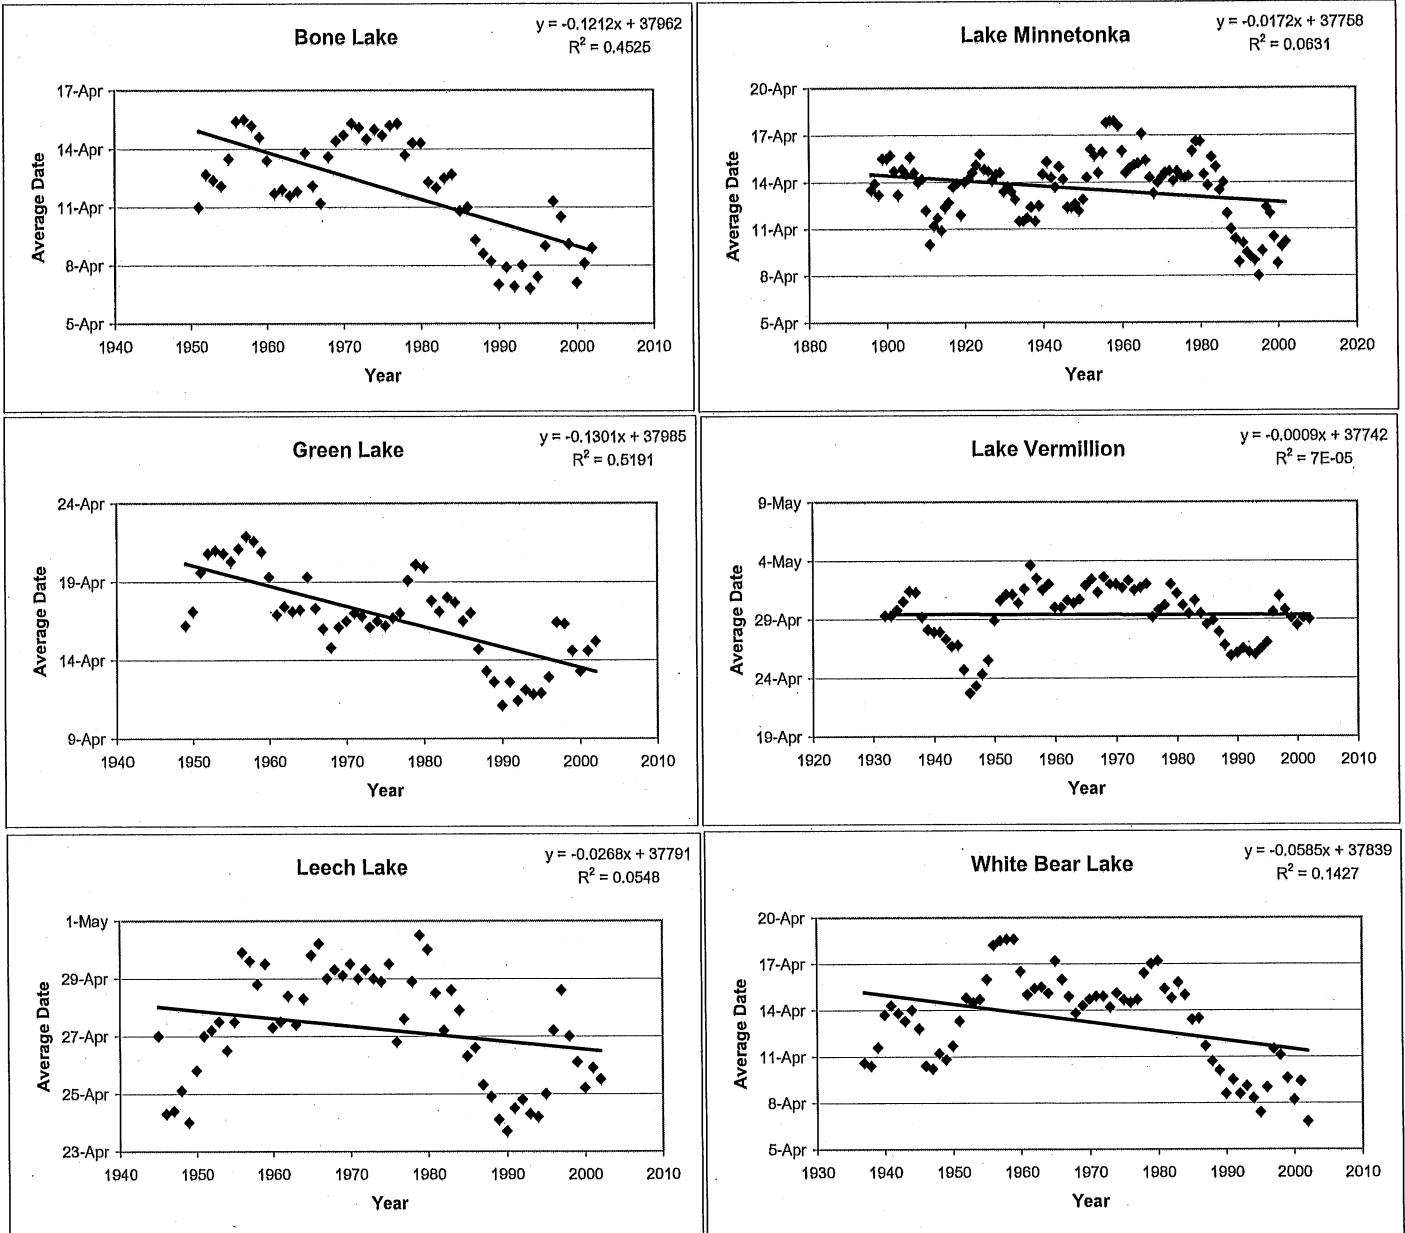 Bone Lake
y = -0.1212x + 37962
R² = 0.4525
17-Apr
14-Apr
11-Apr
8-Apr
5-Apr
Average Date
1940 1950 1960 1970 1980 1990 2000 2010
Year
Lake Minnetonka
y = -0.0172x + 37758
R² = 0.0631
20-Apr
17-Apr
14-Apr
11-Apr
8-Apr
5-Apr
Average Date
1880 1900 1920 1940 1960 1980 2000 2020
Year
Green Lake
y = -0.1301x + 37985
R² = 0.5191
24-Apr
19-Apr
14-Apr
9-Apr
Average Date
1940 1950 1960 1970 1980 1990 2000 2010
Year
Lake Vermillion
y = -0.0009x + 37742
R² = 7E-05
9-May
4-May
29-Apr
24-Apr
19-Apr
Average Date
1920 1930 1940 1950 1960 1970 1980 1990 2000 2010
Year
Leech Lake
y = -0.0268x + 37791
R² = 0.0548
1-May
29-Apr
27-Apr
25-Apr
23-Apr
Average Date
1940 1950 1960 1970 1980 1990 2000 2010
Year
White Bear Lake
y = -0.0585x + 37839
R² = 0.1427
20-Apr
17-Apr
14-Apr
11-Apr
8-Apr
5-Apr
Average Date
1930 1940 1950 1960 1970 1980 1990 2000 2010
Year